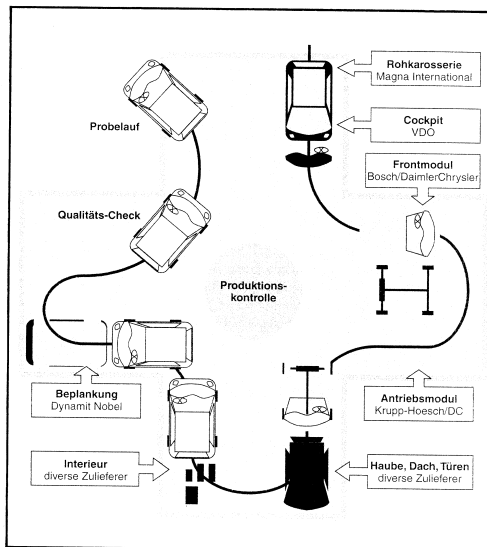 Rohkarosserie
Magna International
Probelauf
Cockpit
VDO
Frontmodul
Bosch/DaimlerChrysler
Qualitäts-Check
Produktions-
kontrolle
Beplankung
Dynamit Nobel
Antriebsmodul
Krupp-Hoesch/DC
Interieur
diverse Zulieferer
Haube, Dach, Türen
diverse Zulieferer